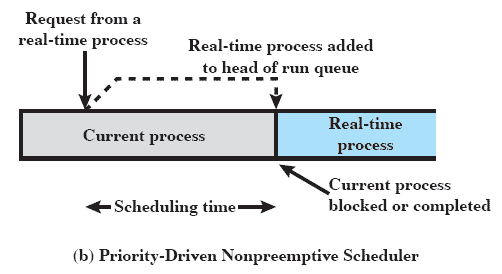 Request from a
real-time process
Real-time process added
to head of run queue
Current process
Real-time
process
Scheduling time
Current process
blocked or completed
(b) Priority-Driven Nonpreemptive Scheduler